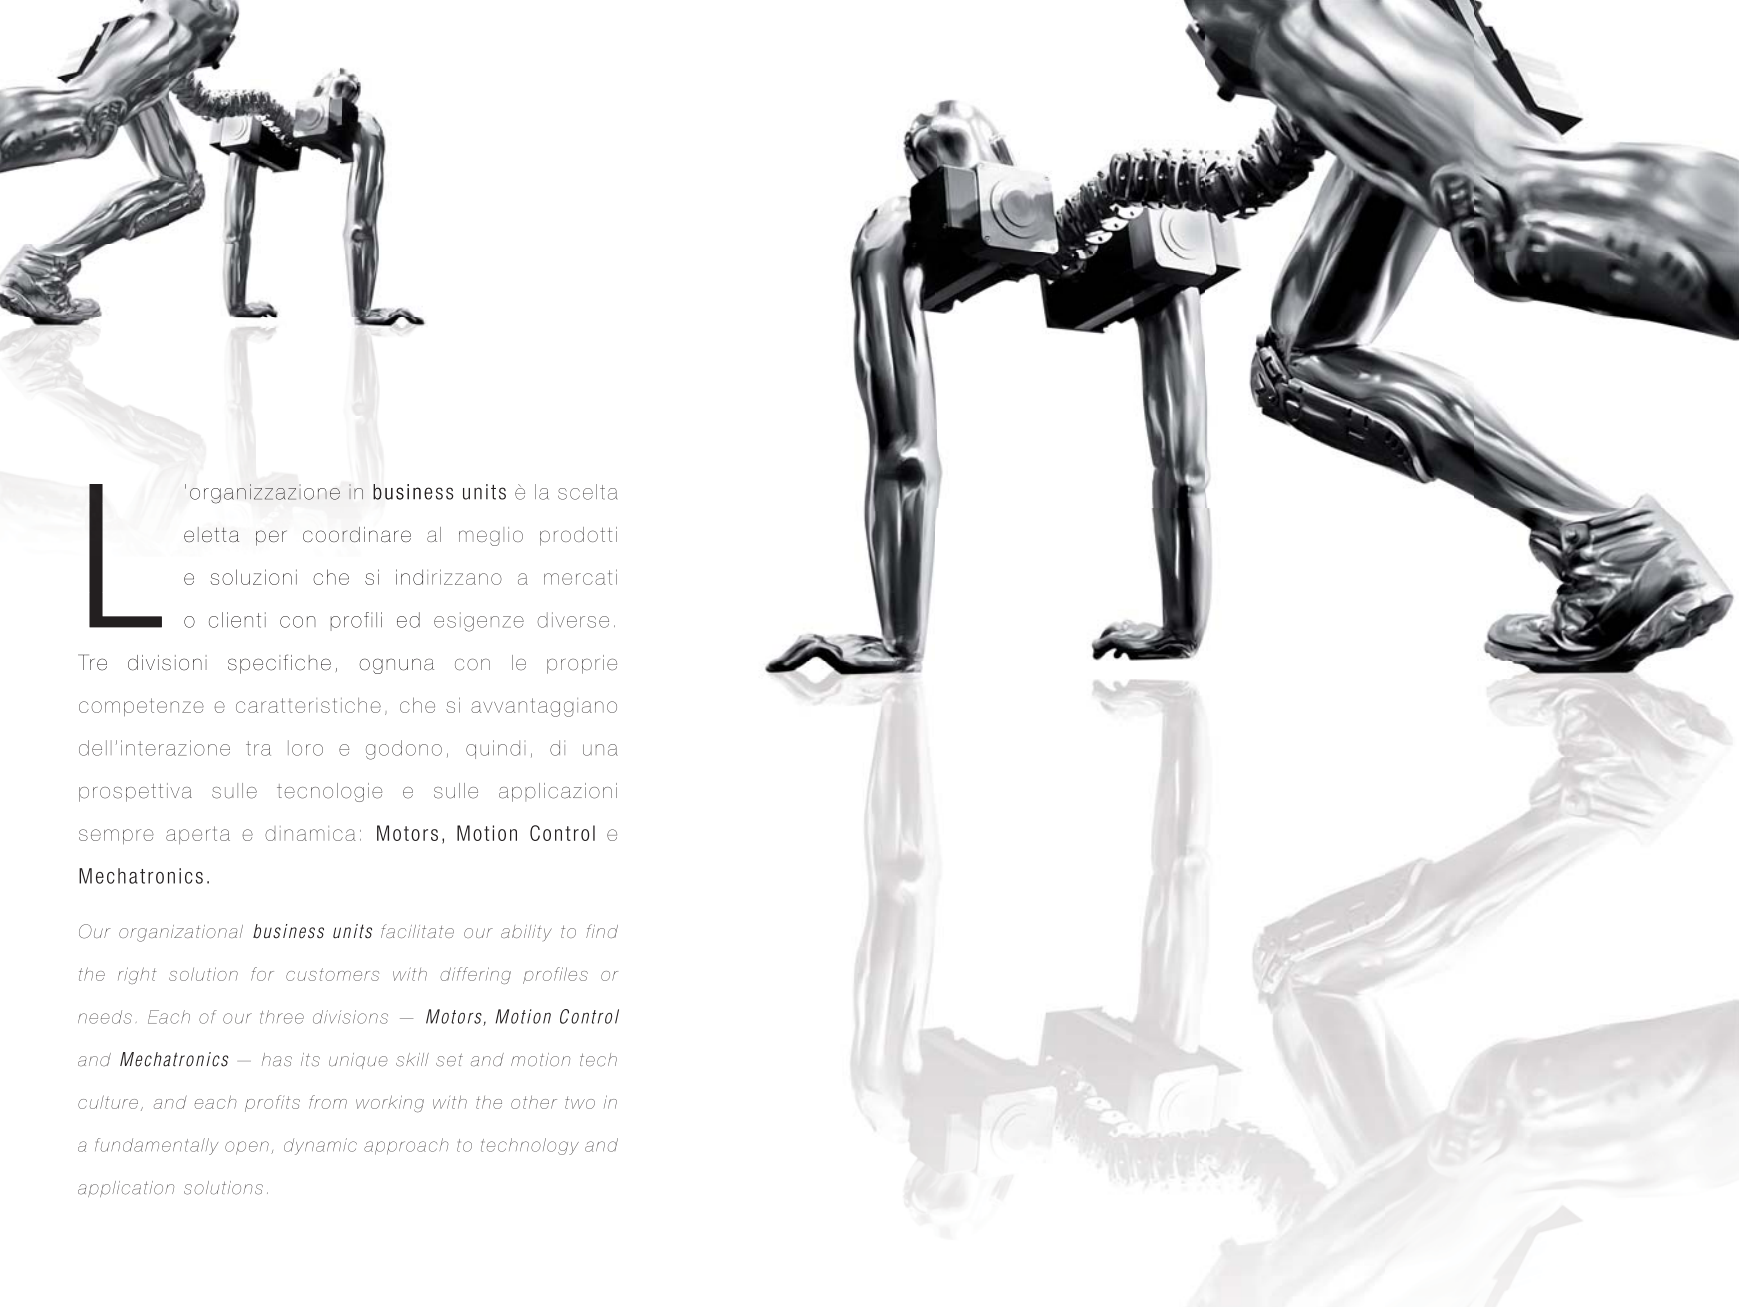 L'organizzazione in business units è la scelta
eletta per coordinare al meglio prodotti
e soluzioni che si indirizzano a mercati
o clienti con profili ed esigenze diverse.
Tre divisioni specifiche, ognuna con le proprie
competenze e caratteristiche, che si avvantaggiano
dell'interazione tra loro e godono, quindi, di una
prospettiva sulle tecnologie e sulle applicazioni
sempre aperta e dinamica: Motors, Motion Control e
Mechatronics.
Our organizational business units facilitate our ability to find
the right solution for customers with differing profiles or
needs. Each of our three divisions — Motors, Motion Control
and Mechatronics — has its unique skill set and motion tech
culture, and each profits from working with the other two in
a fundamentally open, dynamic approach to technology and
application solutions.